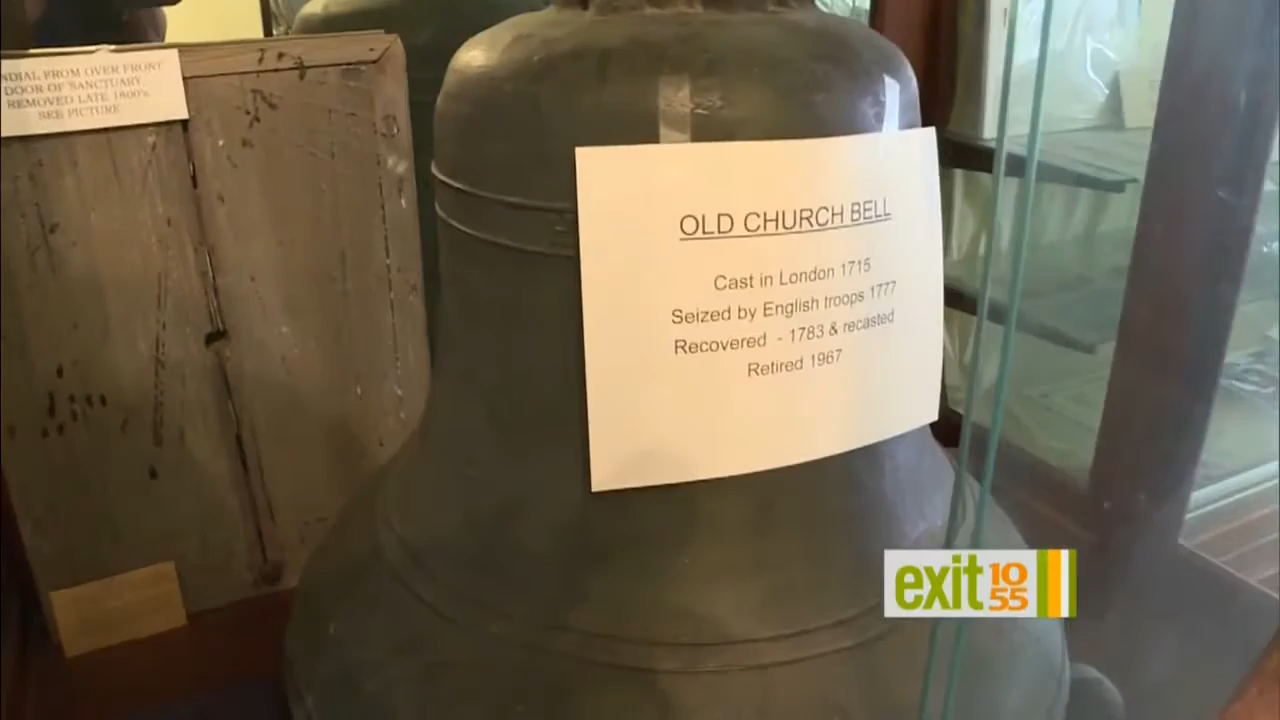 NDIAL FROM OVER FRONT
DOOR OF SANCTUARY.
REMOVED LATE 1800's.
SEE PICTURE
OLD CHURCH BELL
Cast in London 1715
Seized by English troops 1777
Recovered - 1783 & recasted
Retired 1967
exit 10 55